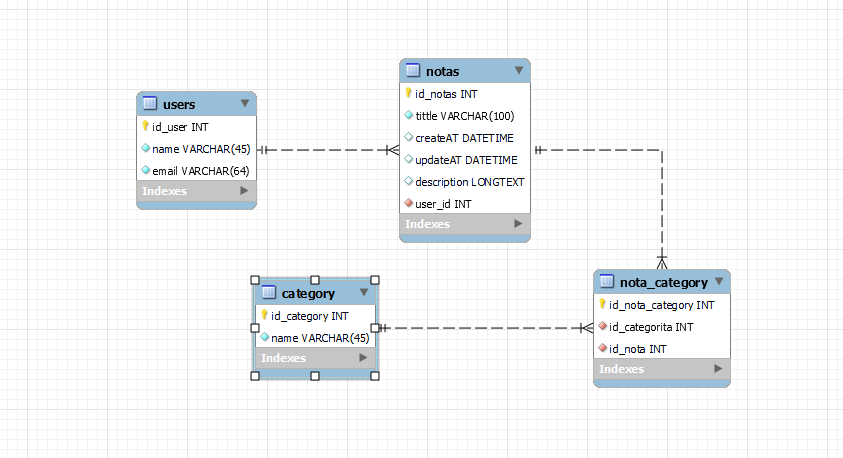 users
id_user INT
name VARCHAR(45)
email VARCHAR(64)
Indexes
notas
id_notas INT
tittle VARCHAR(100)
createAT DATETIME
updateAT DATETIME
description LONGTEXT
user_id INT
Indexes
category
id_category INT
name VARCHAR(45)
Indexes
nota_category
id_nota_category INT
id_categorita INT
id_nota INT
Indexes